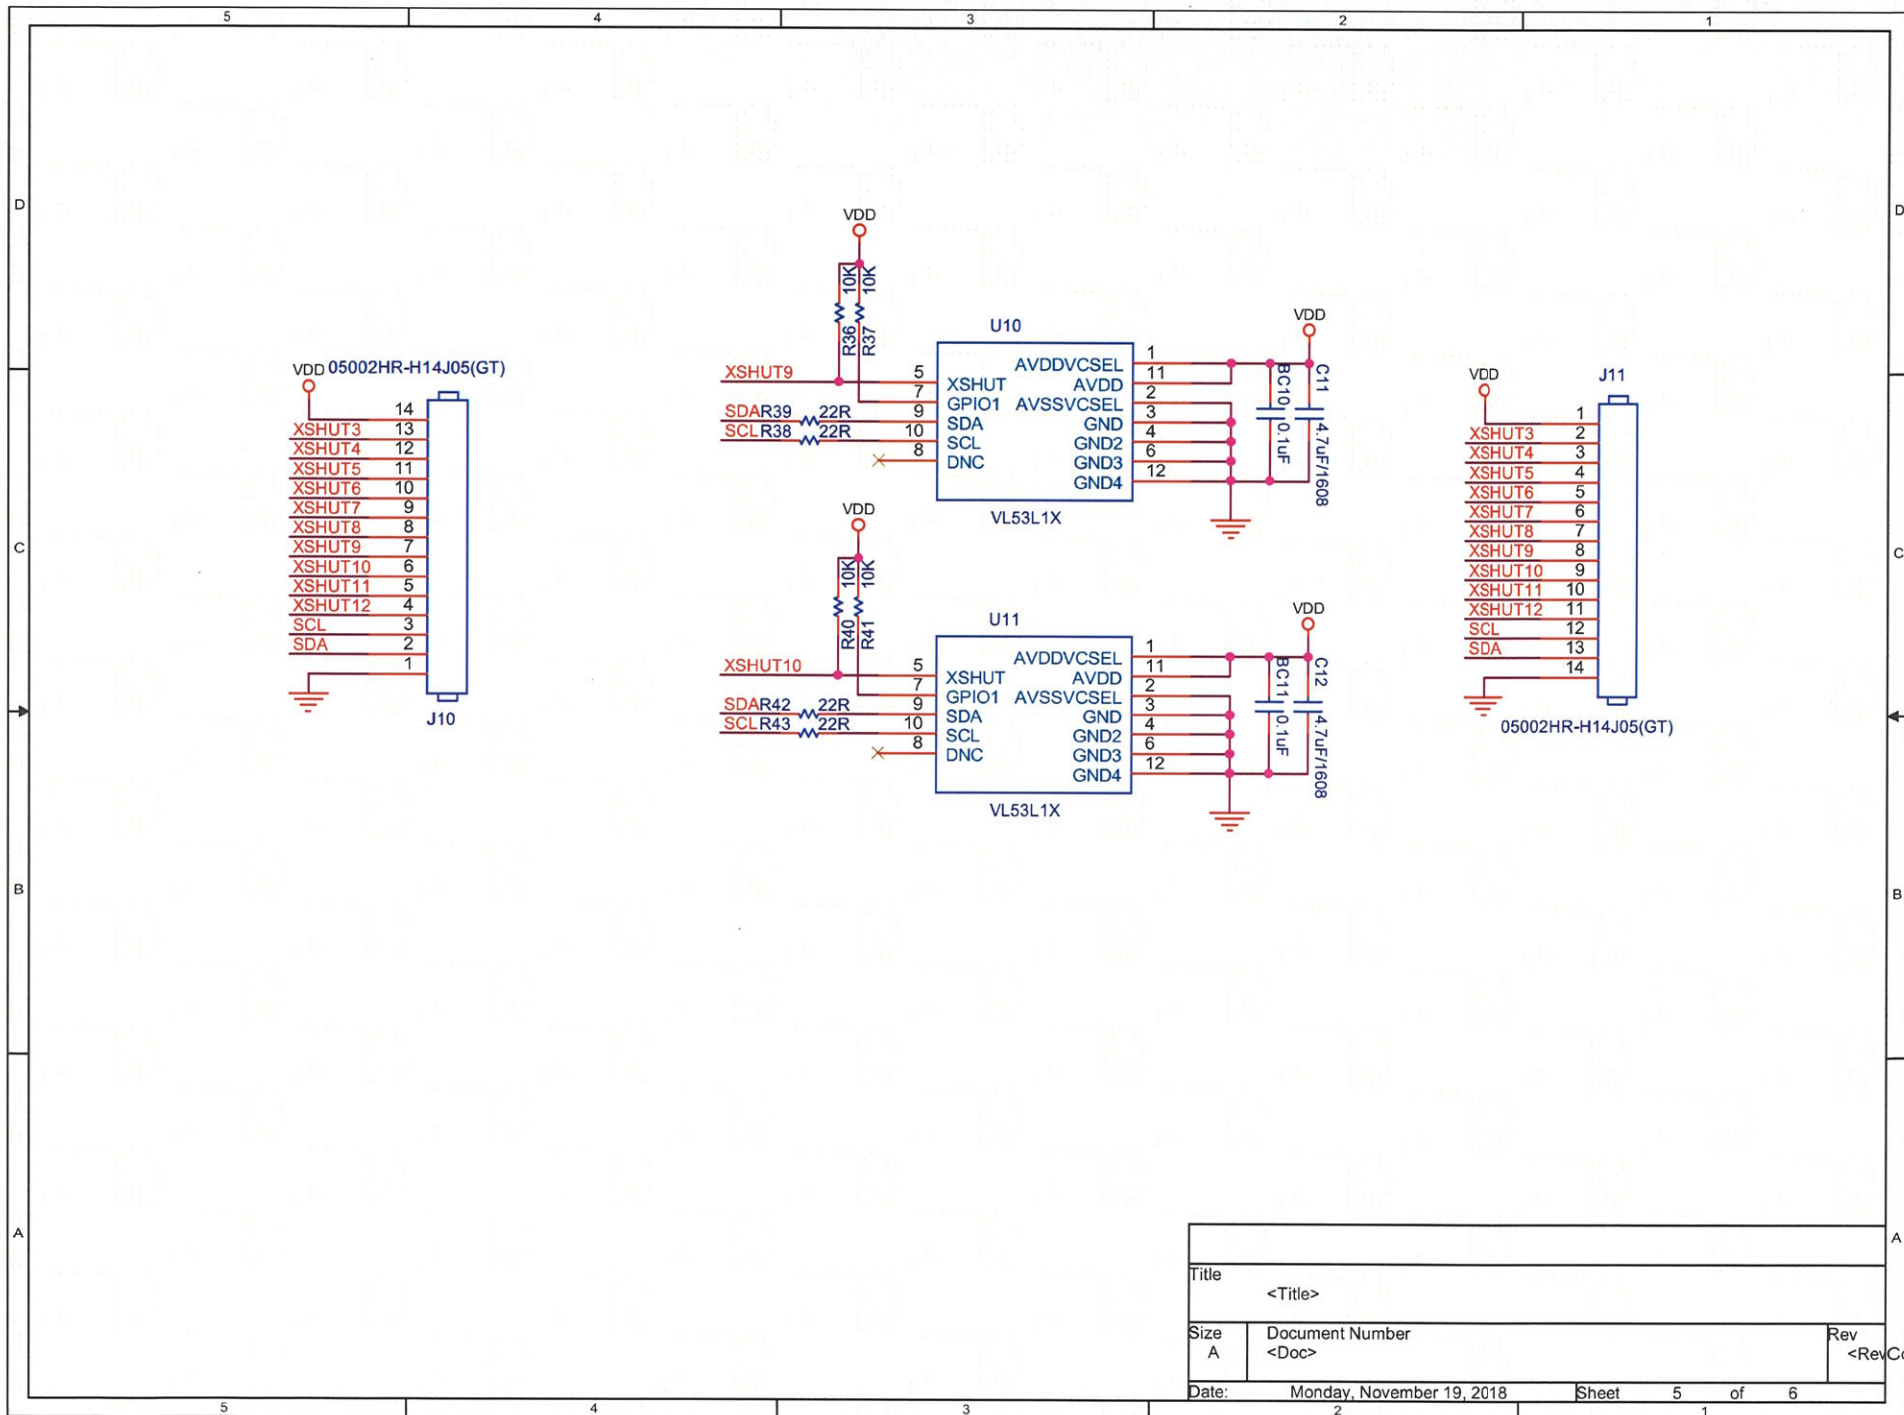 5 4 3 2 1
D D
C C
B B
A A
VDD 05002HR-H14J05(GT)
14
XSHUT3 13
XSHUT4 12
XSHUT5 11
XSHUT6 10
XSHUT7 9
XSHUT8 8
XSHUT9 7
XSHUT10 6
XSHUT11 5
XSHUT12 4
SCL 3
SDA 2
1
J10
VDD
10K 10K
R36 R37
U10
XSHUT9 5 XSHUT
7 GPIO1
SDA R39 22R 9 SDA
SCL R38 22R 10 SCL
8 DNC
AVDDVCSEL 1
AVDD 11
AVSSVCSEL 2
GND 3
GND2 4
GND3 6
GND4 12
VL53L1X
VDD
BC10 0.1uF
C11 4.7uF/1608
VDD
10K 10K
R40 R41
U11
XSHUT10 5 XSHUT
7 GPIO1
SDA R42 22R 9 SDA
SCL R43 22R 10 SCL
8 DNC
AVDDVCSEL 1
AVDD 11
AVSSVCSEL 2
GND 3
GND2 4
GND3 6
GND4 12
VL53L1X
VDD
BC11 0.1uF
C12 4.7uF/1608
VDD J11
1
XSHUT3 2
XSHUT4 3
XSHUT5 4
XSHUT6 5
XSHUT7 6
XSHUT8 7
XSHUT9 8
XSHUT10 9
XSHUT11 10
XSHUT12 11
SCL 12
SDA 13
14
05002HR-H14J05(GT)
Title
<Title>
Size Document Number Rev
A <Doc> <RevCo
Date: Monday, November 19, 2018 Sheet 5 of 6
5 4 3 2 1